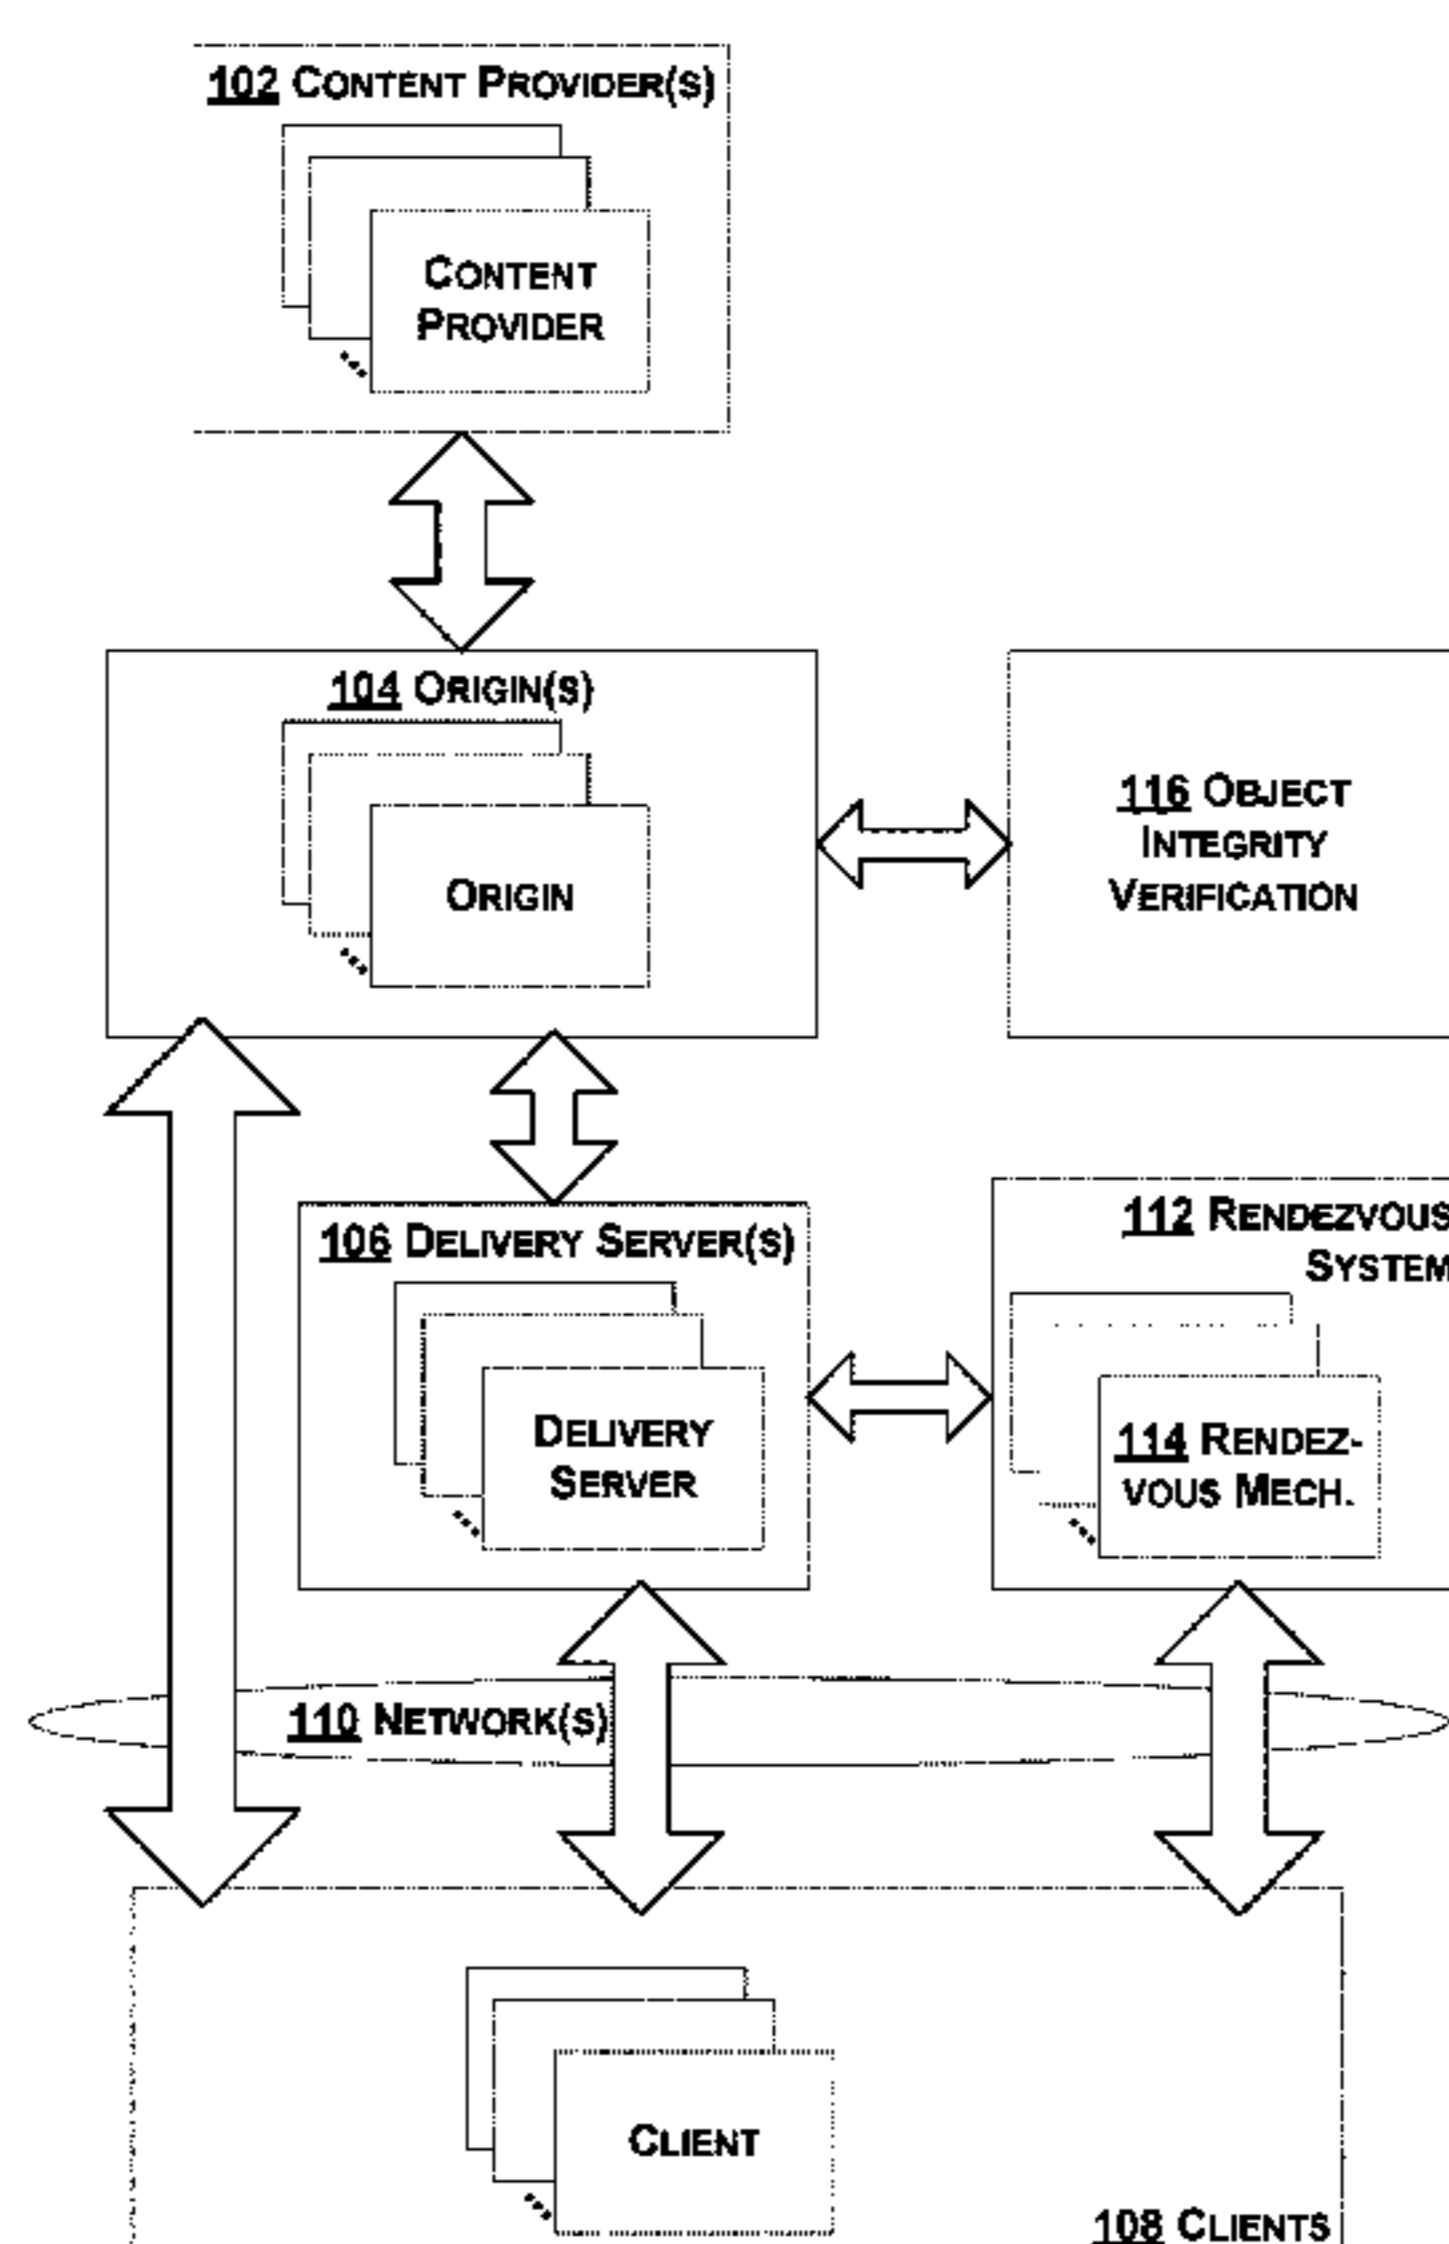 102 CONTENT PROVIDER(S)
CONTENT
PROVIDER
104 ORIGIN(S)
ORIGIN
116 OBJECT
INTEGRITY
VERIFICATION
106 DELIVERY SERVER(S)
DELIVERY
SERVER
112 RENDEZVOUS
SYSTEM
114 RENDEZ-
VOUS MECH.
110 NETWORK(S)
CLIENT
108 CLIENTS